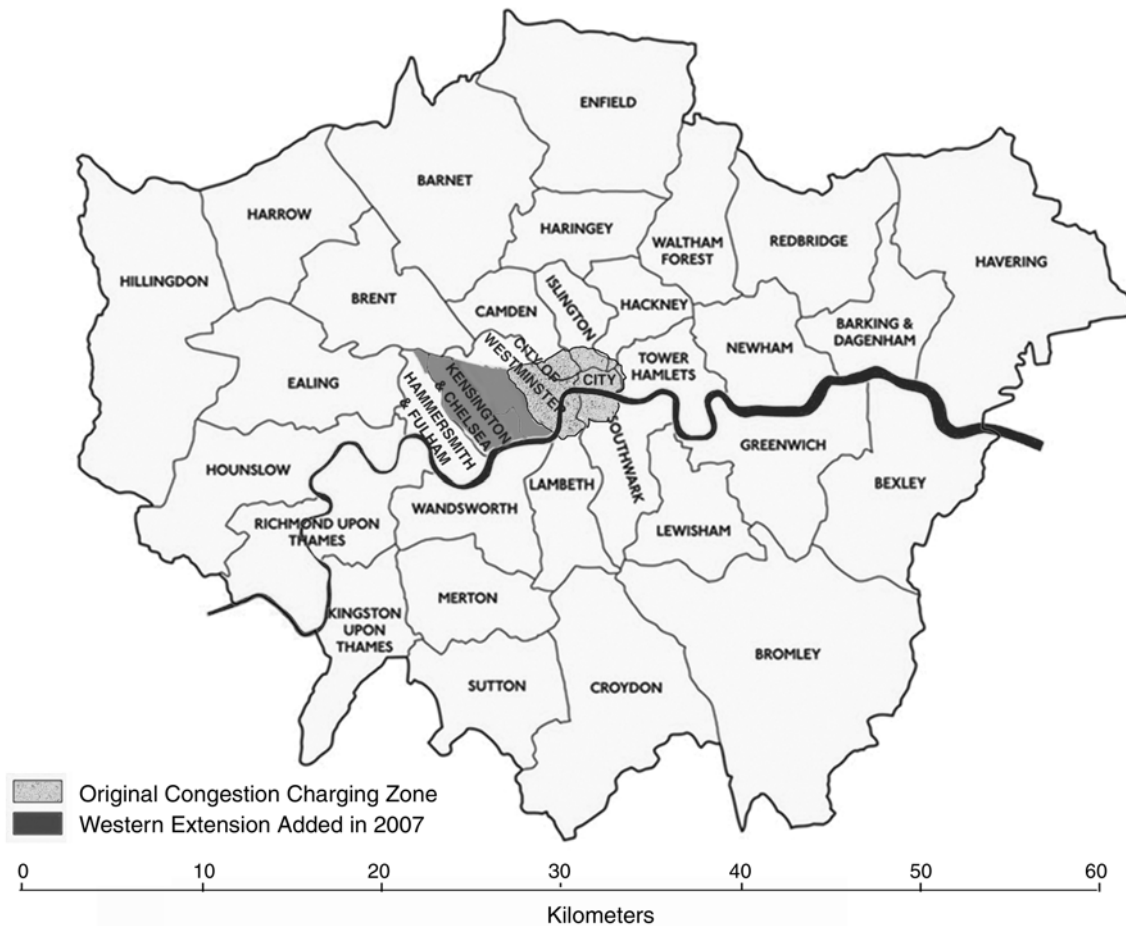 ENFIELD
BARNET
HARROW
HARINGEY
WALTHAM
FOREST
REDBRIDGE
HAVERING
HILLINGDON
BRENT
CAMDEN
ISLINGTON
HACKNEY
NEWHAM
BARKING &
DAGENHAM
EALING
CITY OF
WESTMINSTER
CITY
TOWER
HAMLETS
KENSINGTON
& CHELSEA
HAMMERSMITH
& FULHAM
HOUNSLOW
SOUTHWARK
GREENWICH
BEXLEY
RICHMOND UPON
THAMES
WANDSWORTH
LAMBETH
LEWISHAM
MERTON
KINGSTON
UPON
THAMES
BROMLEY
SUTTON
CROYDON
Original Congestion Charging Zone
Western Extension Added in 2007
0 10 20 30 40 50 60
Kilometers